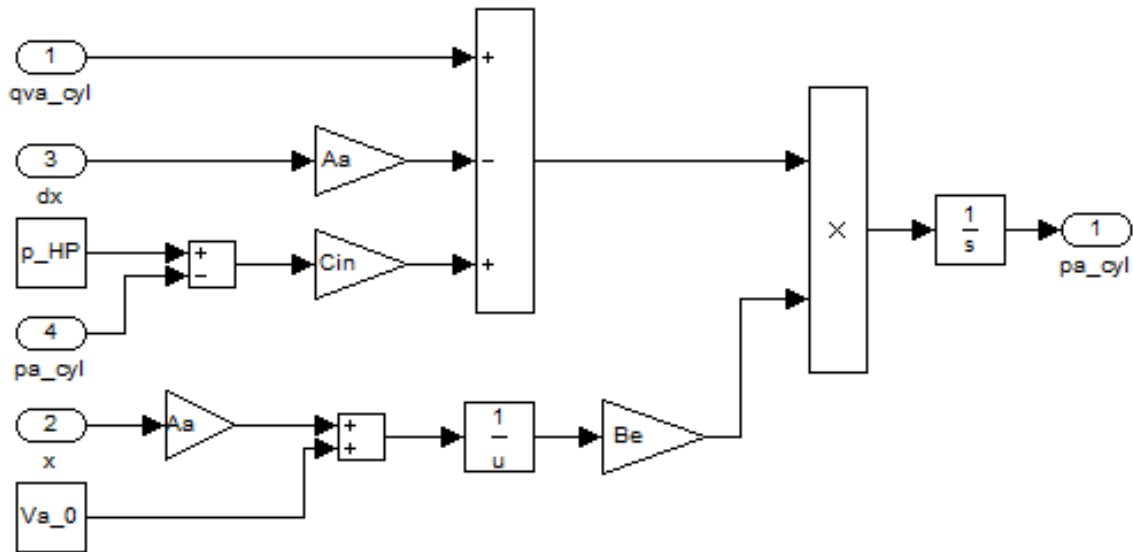 1
qva_cyl
+
3
dx
Aa
−
p_HP
+
−
Cin
+
4
pa_cyl
×
1
s
1
pa_cyl
2
x
Aa
+
+
1
u
Be
Va_0